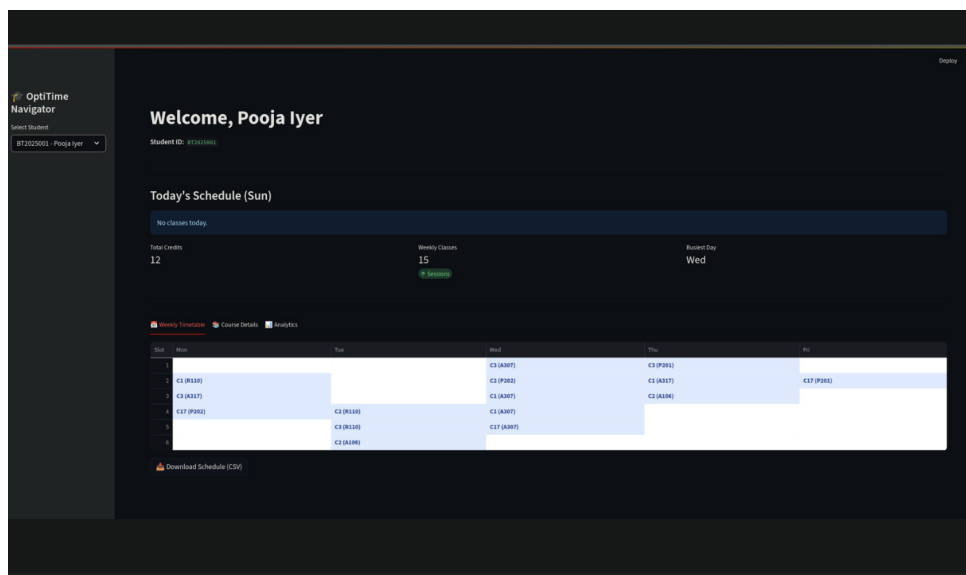 Deploy
🎓 OptiTime
Navigator
Select Student
BT2025001 - Pooja Iyer
Welcome, Pooja Iyer
Student ID: BT2025001
Today's Schedule (Sun)
No classes today.
Total Credits Weekly Classes Busiest Day
12 15 Wed
↑ Sessions
📅 Weekly Timetable 📚 Course Details 📊 Analytics
Slot Mon Tue Wed Thu Fri
1 C3 (A307) C3 (P201)
2 C1 (R110) C2 (P202) C1 (A317) C17 (P201)
3 C3 (A317) C1 (A307) C2 (A106)
4 C17 (P202) C2 (R110) C1 (A307)
5 C3 (R110) C17 (A307)
6 C2 (A106)
📥 Download Schedule (CSV)